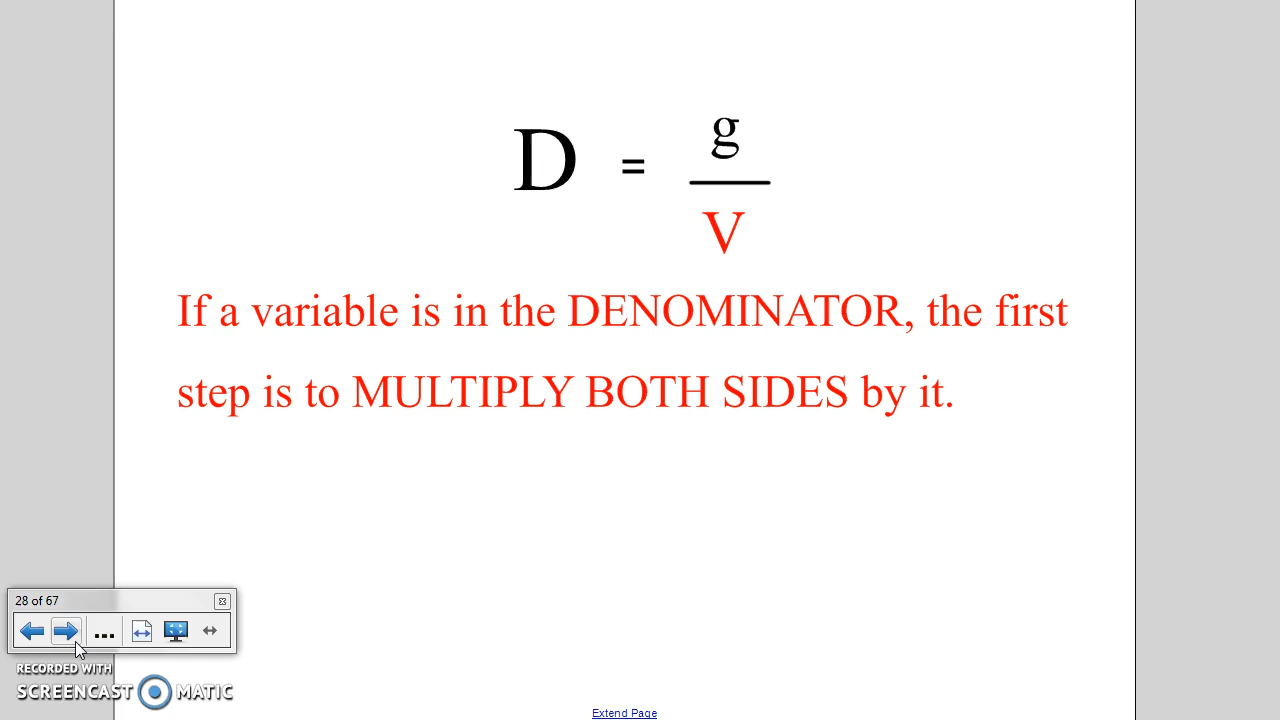 D = g
V
If a variable is in the DENOMINATOR, the first
step is to MULTIPLY BOTH SIDES by it.
28 of 67
...
RECORDED WITH
SCREENCAST MATIC
Extend Page